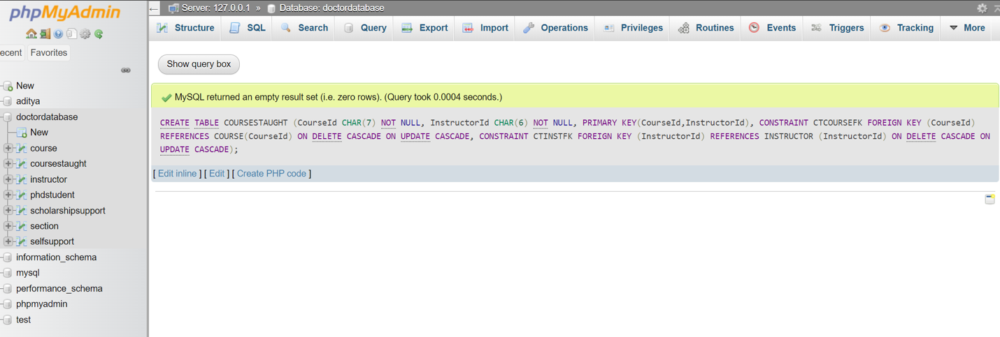 phpMyAdmin
Server: 127.0.0.1 » Database: doctordatabase
Structure SQL Search Query Export Import Operations Privileges Routines Events Triggers Tracking More
ecent Favorites
New
aditya
doctordatabase
New
course
coursestaught
instructor
phdstudent
scholarshipsupport
section
selfsupport
information_schema
mysql
performance_schema
phpmyadmin
test
Show query box
MySQL returned an empty result set (i.e. zero rows). (Query took 0.0004 seconds.)
CREATE TABLE COURSESTAUGHT (CourseId CHAR(7) NOT NULL, InstructorId CHAR(6) NOT NULL, PRIMARY KEY(CourseId,InstructorId), CONSTRAINT CTCOURSEFK FOREIGN KEY (CourseId)
REFERENCES COURSE(CourseId) ON DELETE CASCADE ON UPDATE CASCADE, CONSTRAINT CTINSTFK FOREIGN KEY (InstructorId) REFERENCES INSTRUCTOR (InstructorId) ON DELETE CASCADE ON
UPDATE CASCADE);
[ Edit inline ] [ Edit ] [ Create PHP code ]